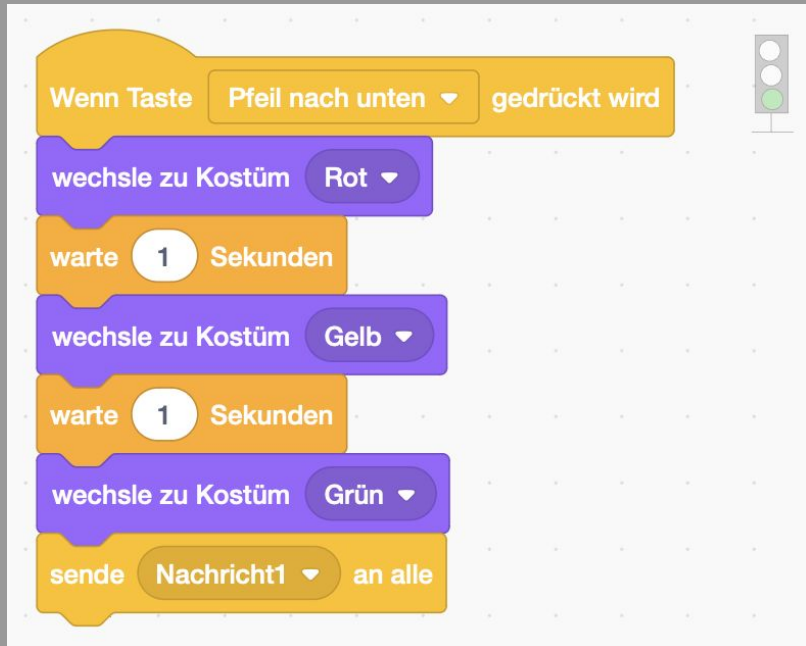 Wenn Taste Pfeil nach unten gedrückt wird
wechsle zu Kostüm Rot
warte 1 Sekunden
wechsle zu Kostüm Gelb
warte 1 Sekunden
wechsle zu Kostüm Grün
sende Nachricht1 an alle